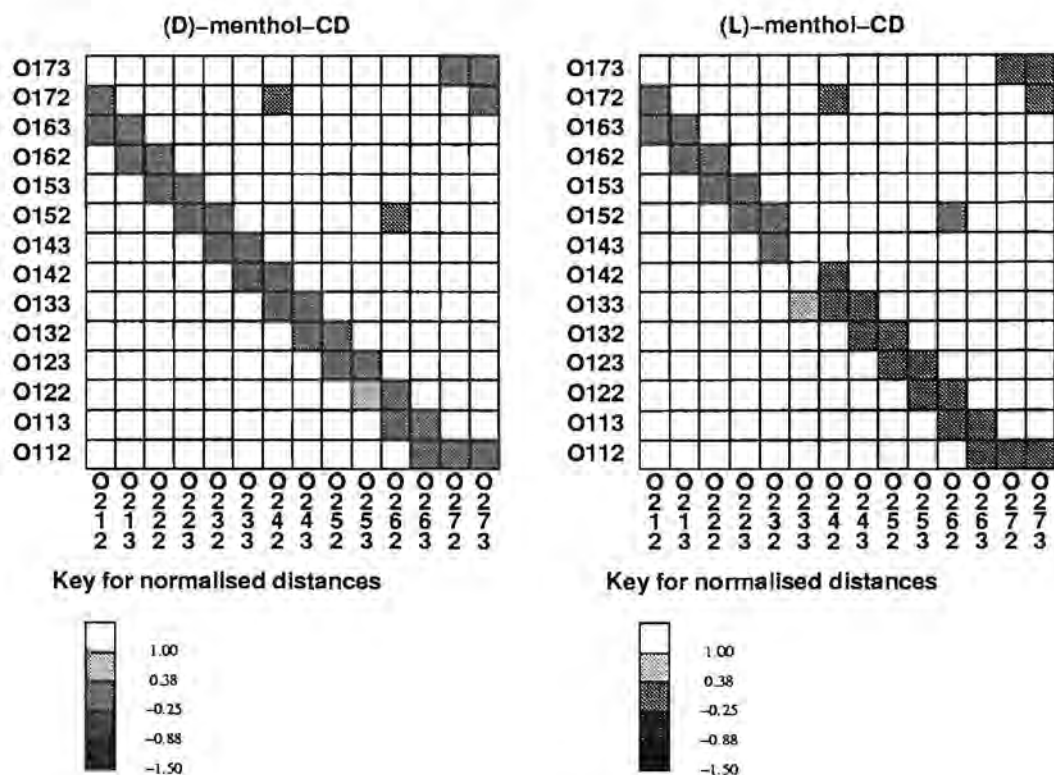 (D)-menthol-CD
O173
O172
O163
O162
O153
O152
O143
O142
O133
O132
O123
O122
O113
O112
O212 O213 O222 O223 O232 O233 O242 O243 O252 O253 O262 O263 O272 O273
Key for normalised distances
1.00
0.38
-0.25
-0.88
-1.50
(L)-menthol-CD
O173
O172
O163
O162
O153
O152
O143
O142
O133
O132
O123
O122
O113
O112
O212 O213 O222 O223 O232 O233 O242 O243 O252 O253 O262 O263 O272 O273
Key for normalised distances
1.00
0.38
-0.25
-0.88
-1.50